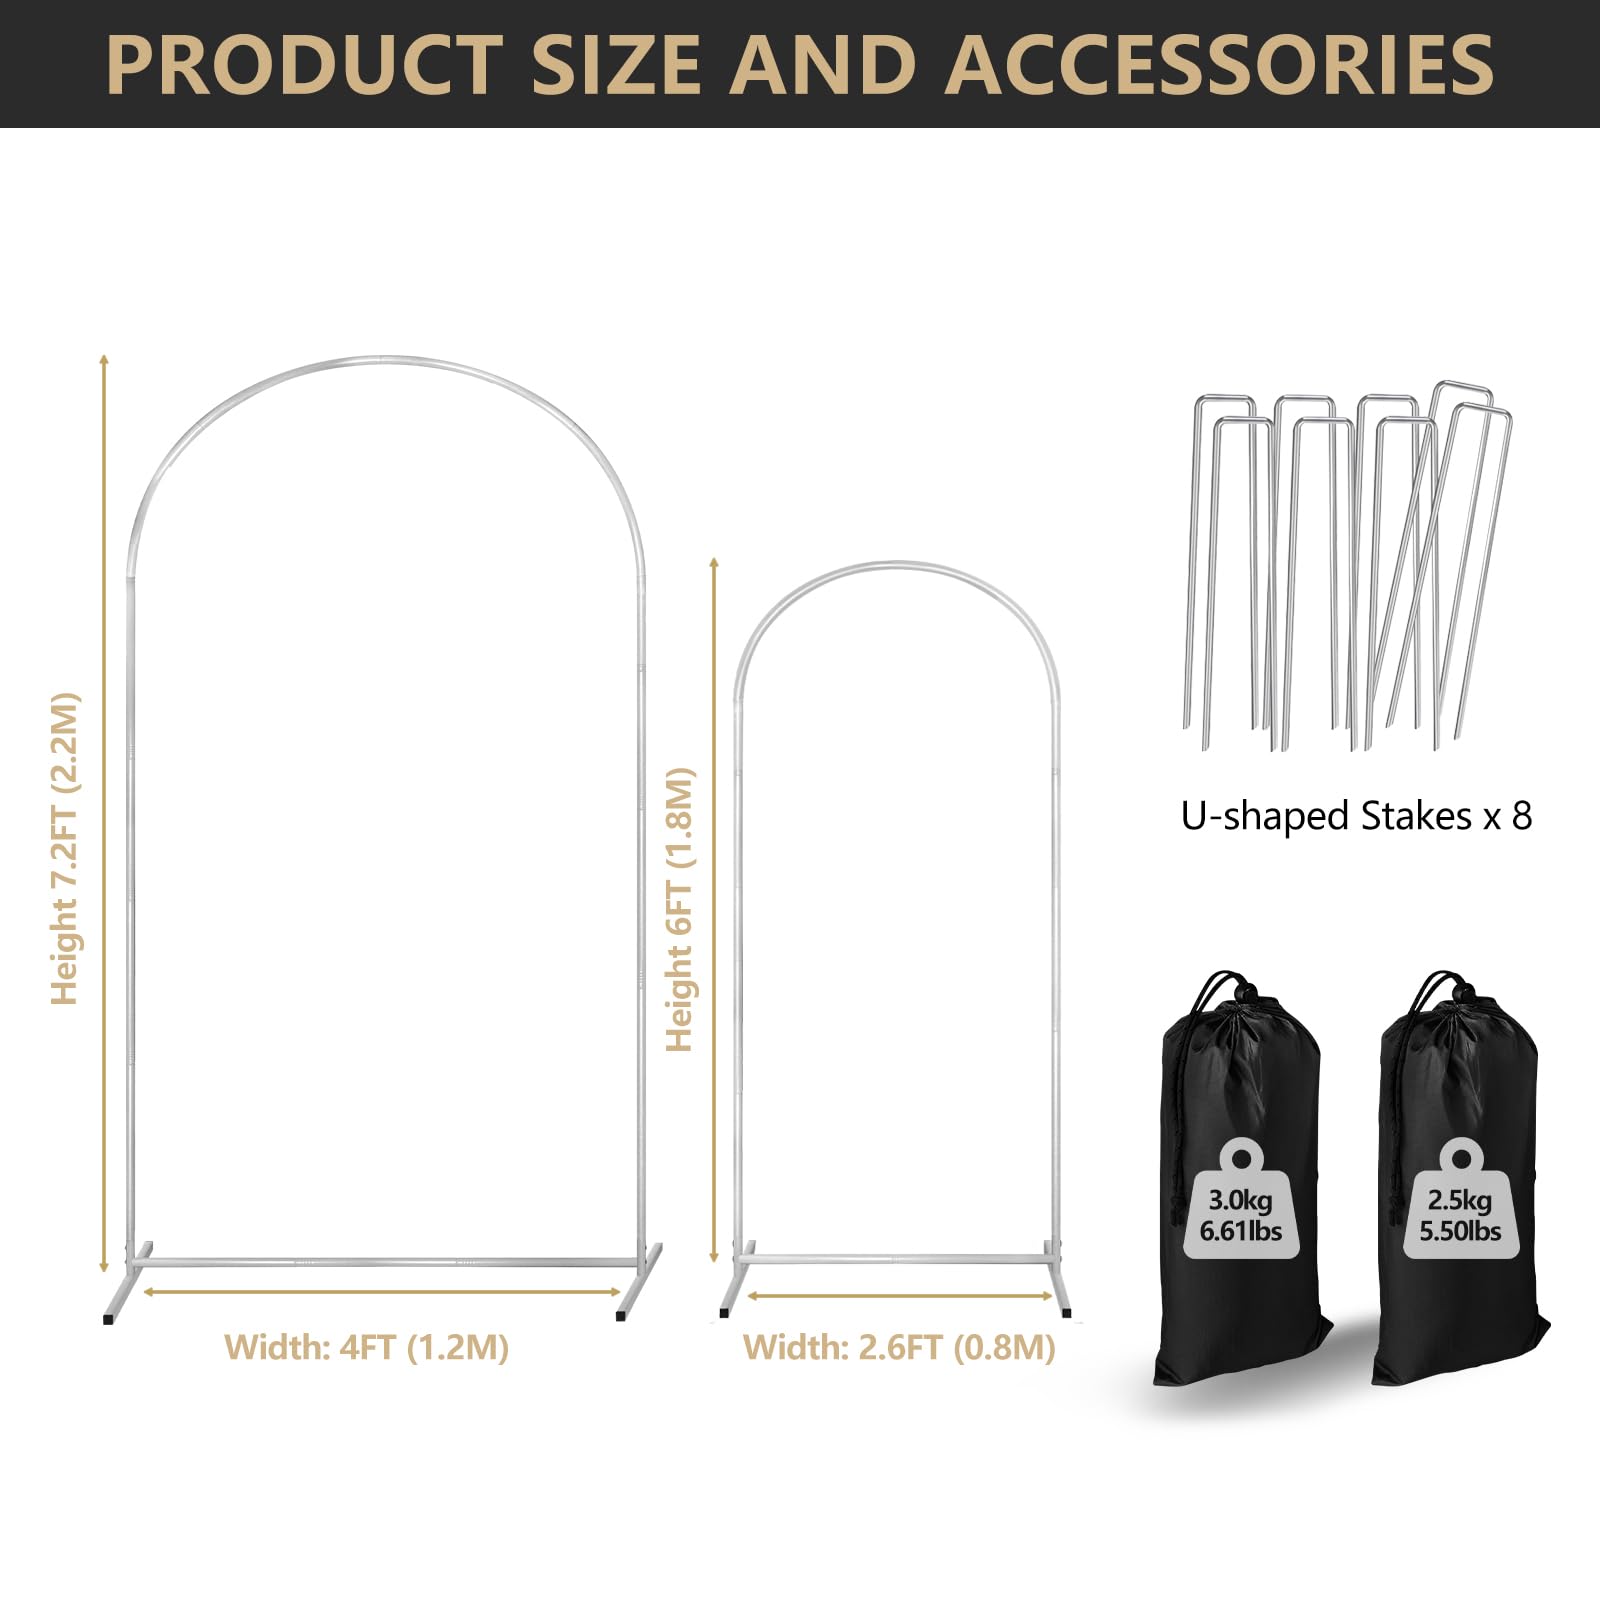 PRODUCT SIZE AND ACCESSORIES
Height 7.2FT (2.2M)
Width: 4FT (1.2M)
Height 6FT (1.8M)
Width: 2.6FT (0.8M)
U-shaped Stakes x 8
3.0kg
6.61lbs
2.5kg
5.50lbs